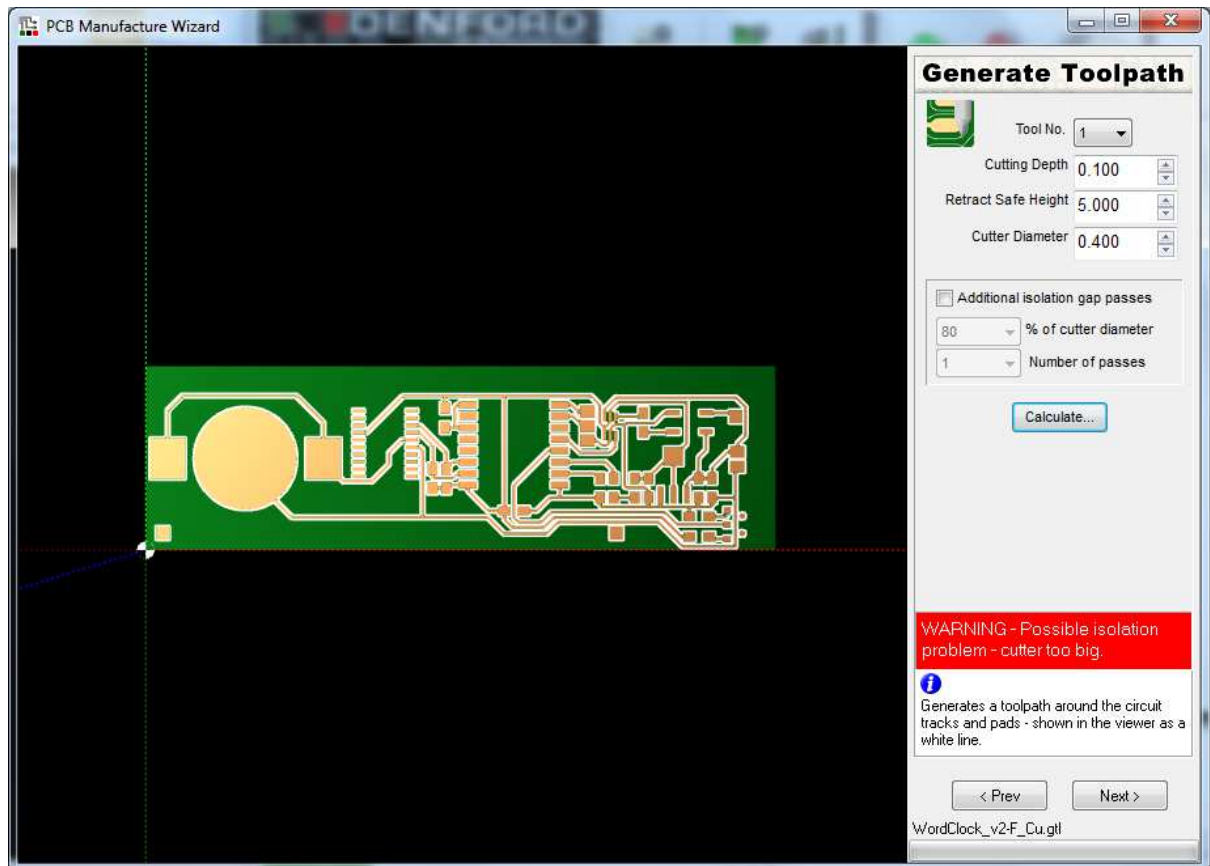 PCB Manufacture Wizard
DENFORD
Generate Toolpath
Tool No. 1
Cutting Depth 0.100
Retract Safe Height 5.000
Cutter Diameter 0.400
Additional isolation gap passes
80 % of cutter diameter
1 Number of passes
Calculate...
WARNING - Possible isolation
problem - cutter too big.
Generates a toolpath around the circuit
tracks and pads - shown in the viewer as a
white line.
< Prev Next >
WordClock_v2-F_Cu.gtl